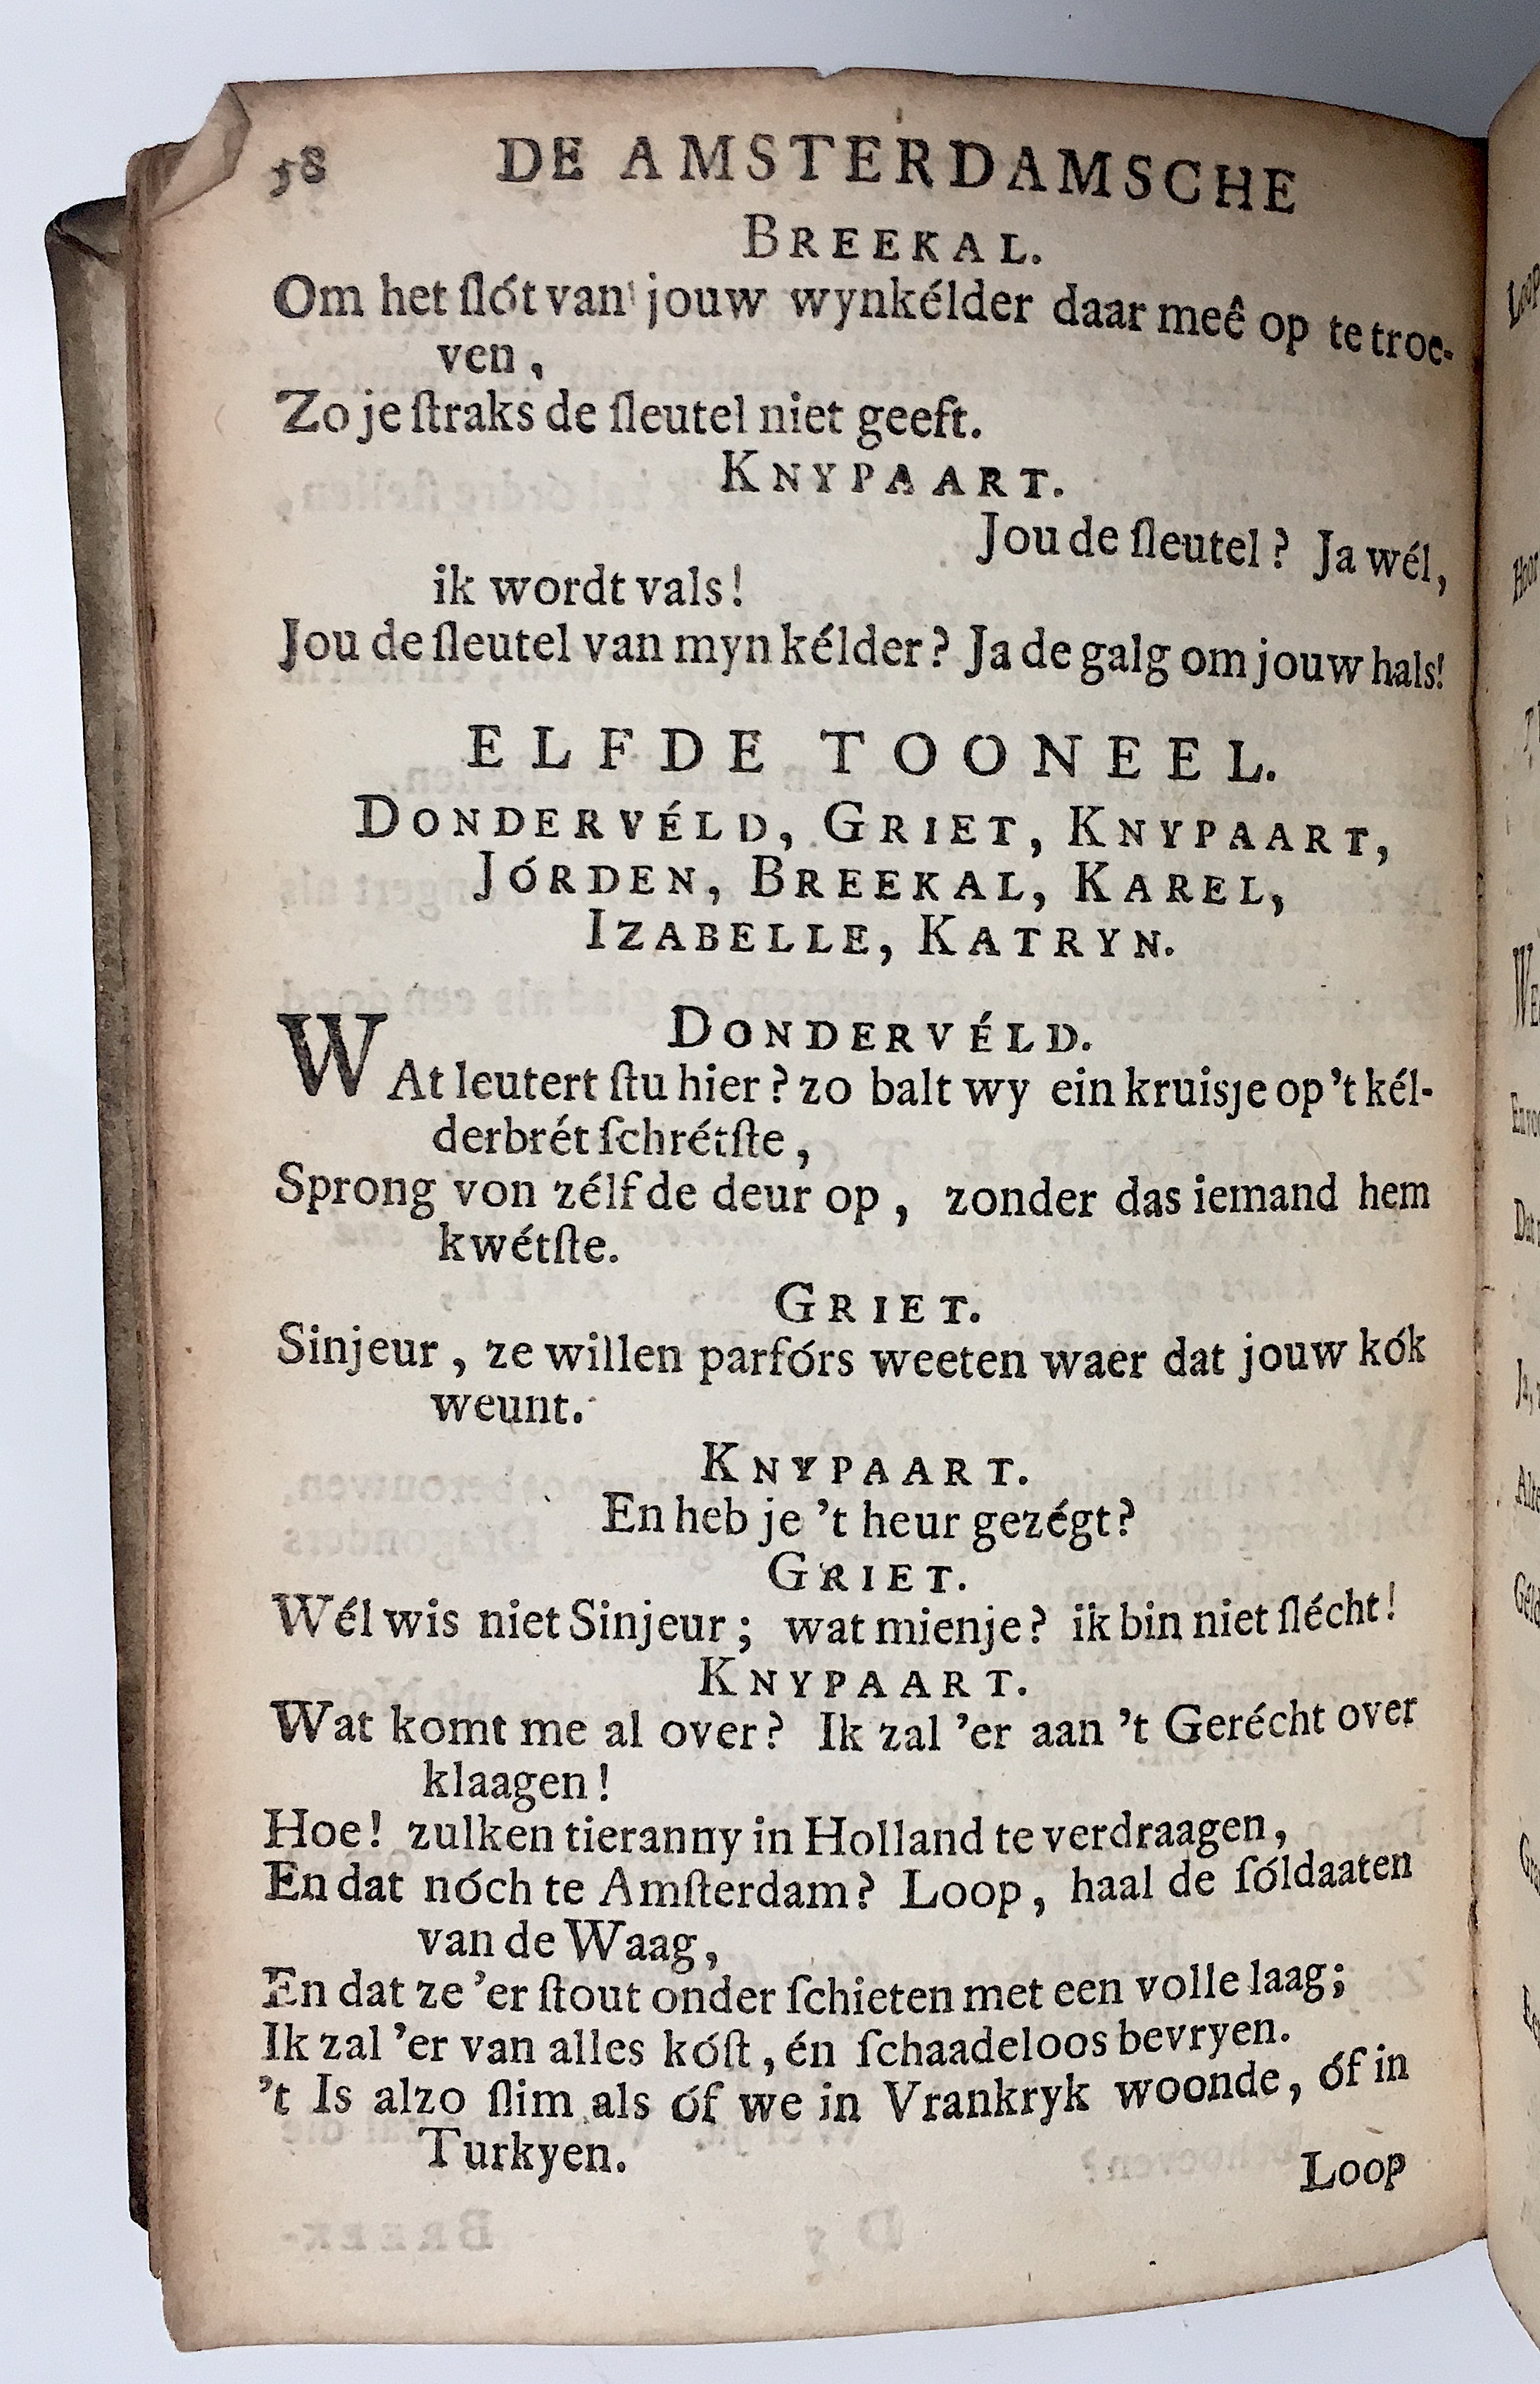 58 DE AMSTERDAMSCHE
BREEKAL.
Om het ſlót van jouw wynkélder daar meê op te troe-
ven,
Zo je ſtraks de ſleutel niet geeft.
KNYPAART.
Jou de ſleutel? Ja wél,
ik wordt vals!
Jou de ſleutel van myn kélder? Ja de galg om jouw hals!
ELFDE TOONEEL.
DONDERVÉLD, GRIET, KNYPAART,
JÓRDEN, BREEKAL, KAREL,
IZABELLE, KATRYN.
DONDERVÉLD.
WAt leutert ſtu hier? zo balt wy ein kruisje op 't kél-
derbrét ſchrétſte,
Sprong von zélf de deur op, zonder das iemand hem
kwétſte.
GRIET.
Sinjeur, ze willen parfórs weeten waer dat jouw kók
weunt.
KNYPAART.
En heb je 't heur gezégt?
GRIET.
Wél wis niet Sinjeur; wat mienje? ik bin niet ſlécht!
KNYPAART.
Wat komt me al over? Ik zal 'er aan 't Gerécht over
klaagen!
Hoe! zulken tieranny in Holland te verdraagen,
En dat nóch te Amſterdam? Loop, haal de ſóldaaten
van de Waag,
En dat ze 'er ſtout onder ſchieten met een volle laag;
Ik zal 'er van alles kóſt, én ſchaadeloos bevryen.
't Is alzo ſlim als óf we in Vrankryk woonde, óf in
Turkyen.
Loop